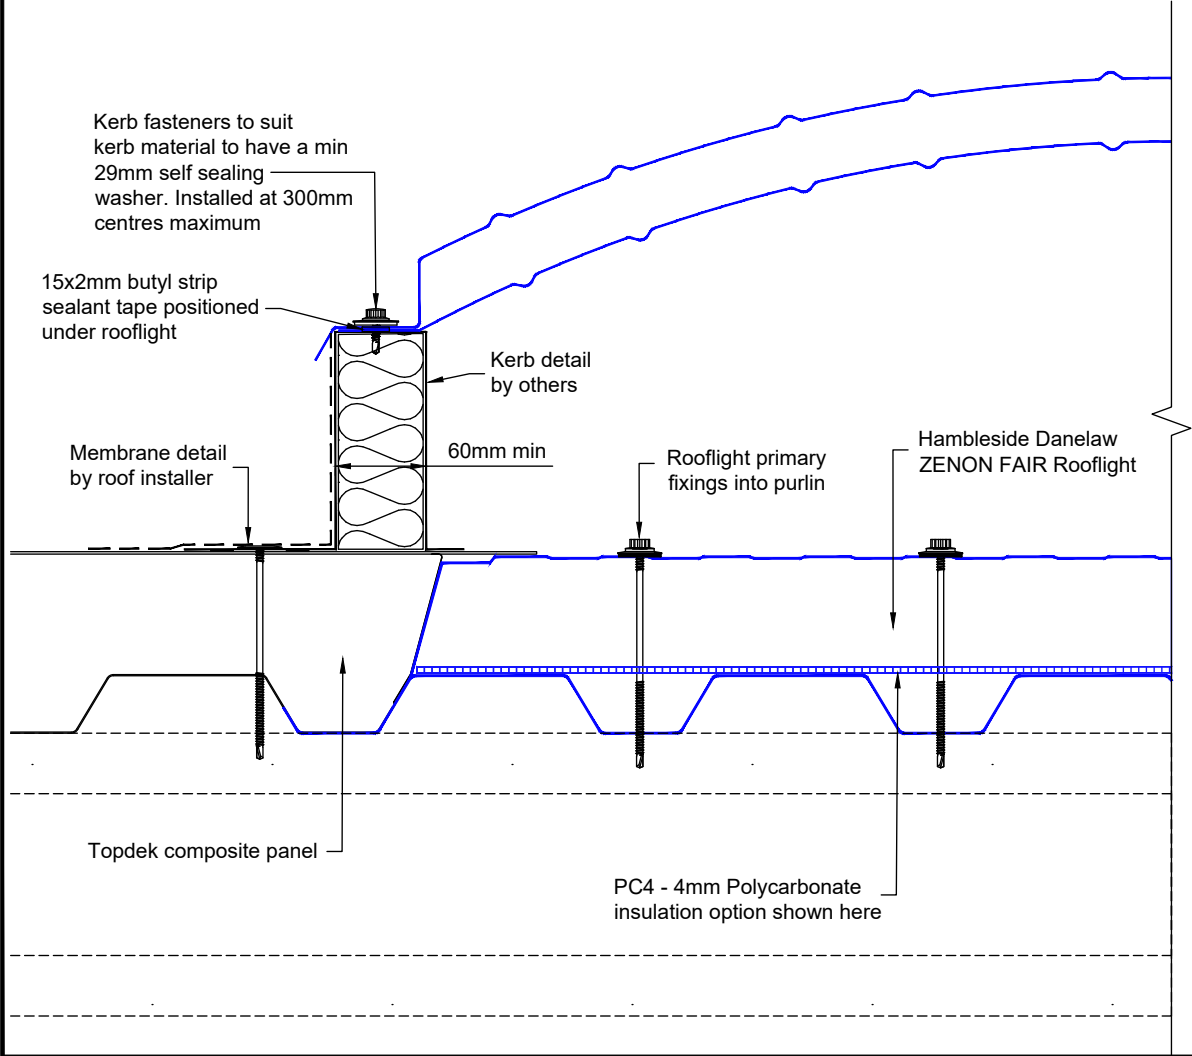 Kerb fasteners to suit
kerb material to have a min
29mm self sealing
washer. Installed at 300mm
centres maximum
15x2mm butyl strip
sealant tape positioned
under rooflight
Kerb detail
by others
Membrane detail
by roof installer
60mm min
Rooflight primary
fixings into purlin
Hambleside Danelaw
ZENON FAIR Rooflight
Topdek composite panel
PC4 - 4mm Polycarbonate
insulation option shown here